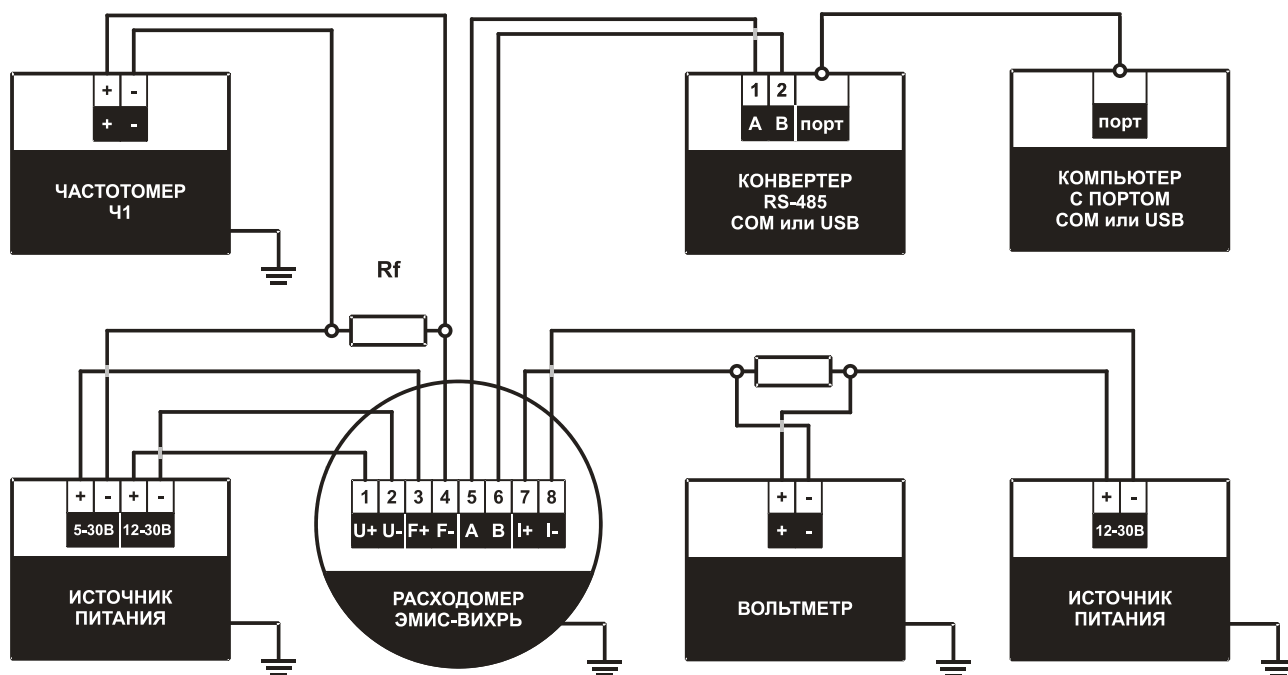 + -
+ -
ЧАСТОТОМЕР
Ч1
1 2
A B порт
КОНВЕРТЕР
RS-485
COM или USB
порт
КОМПЬЮТЕР
С ПОРТОМ
COM или USB
Rf
+ - + -
5-30В 12-30В
ИСТОЧНИК
ПИТАНИЯ
1 2 3 4 5 6 7 8
U+ U- F+ F- A B I+ I-
РАСХОДОМЕР
ЭМИС-ВИХРЬ
+ -
+ -
ВОЛЬТМЕТР
+ -
12-30В
ИСТОЧНИК
ПИТАНИЯ